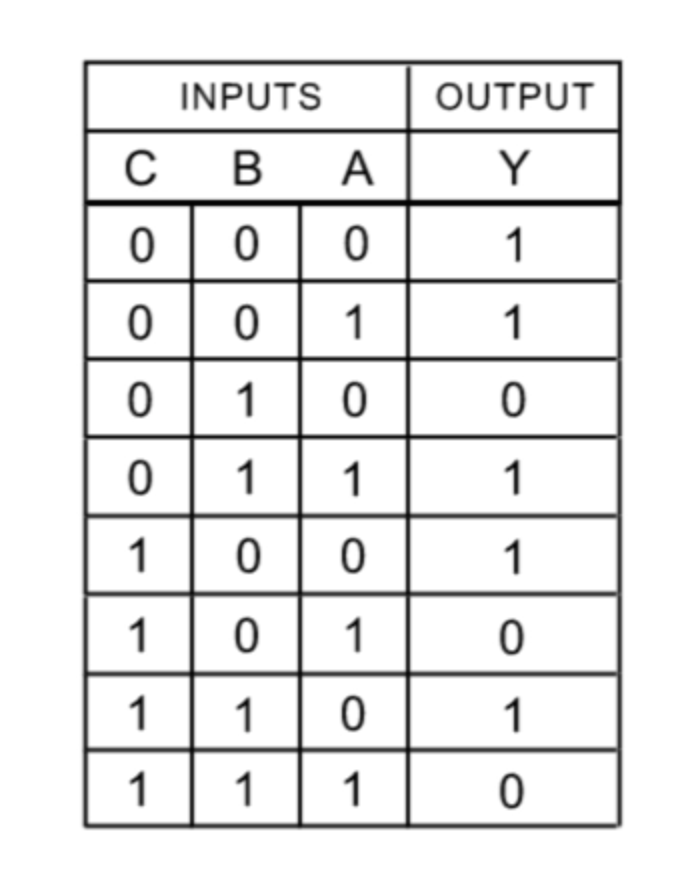 INPUTS OUTPUT
C B A Y
0 0 0 1
0 0 1 1
0 1 0 0
0 1 1 1
1 0 0 1
1 0 1 0
1 1 0 1
1 1 1 0